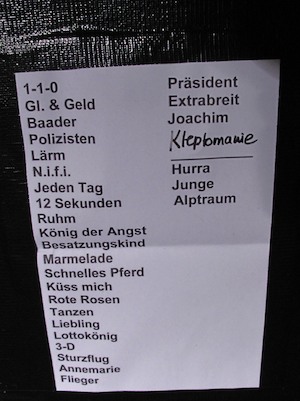 1-1-0
Gl. & Geld
Baader
Polizisten
Lärm
N.i.f.i.
Jeden Tag
12 Sekunden
Ruhm
König der Angst
Besatzungskind
Marmelade
Schnelles Pferd
Küss mich
Rote Rosen
Tanzen
Liebling
Lottokönig
3-D
Sturzflug
Annemarie
Flieger
Präsident
Extrabreit
Joachim
Kleptomanie
Hurra
Junge
Alptraum